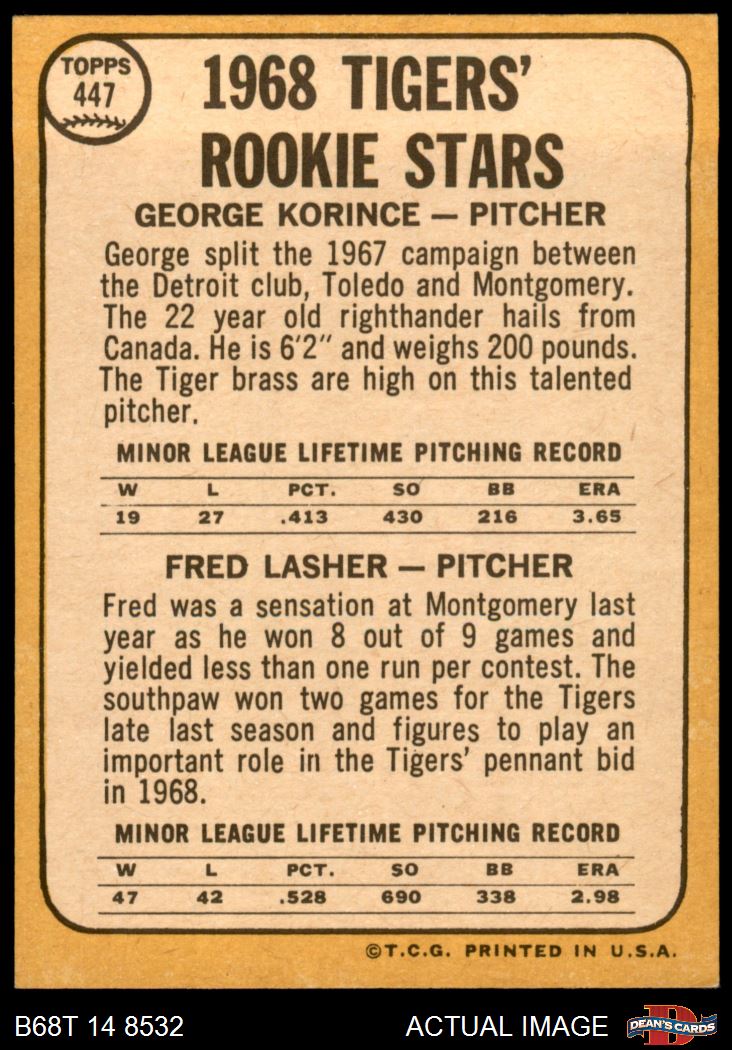 TOPPS
447
1968 TIGERS'
ROOKIE STARS
GEORGE KORINCE — PITCHER
George split the 1967 campaign between
the Detroit club, Toledo and Montgomery.
The 22 year old righthander hails from
Canada. He is 6'2" and weighs 200 pounds.
The Tiger brass are high on this talented
pitcher.
MINOR LEAGUE LIFETIME PITCHING RECORD
W L PCT. SO BB ERA
19 27 .413 430 216 3.65
FRED LASHER — PITCHER
Fred was a sensation at Montgomery last
year as he won 8 out of 9 games and
yielded less than one run per contest. The
southpaw won two games for the Tigers
late last season and figures to play an
important role in the Tigers' pennant bid
in 1968.
MINOR LEAGUE LIFETIME PITCHING RECORD
W L PCT. SO BB ERA
47 42 .528 690 338 2.98
©T.C.G. PRINTED IN U.S.A.
B68T 14 8532 ACTUAL IMAGE D DEAN'S CARDS